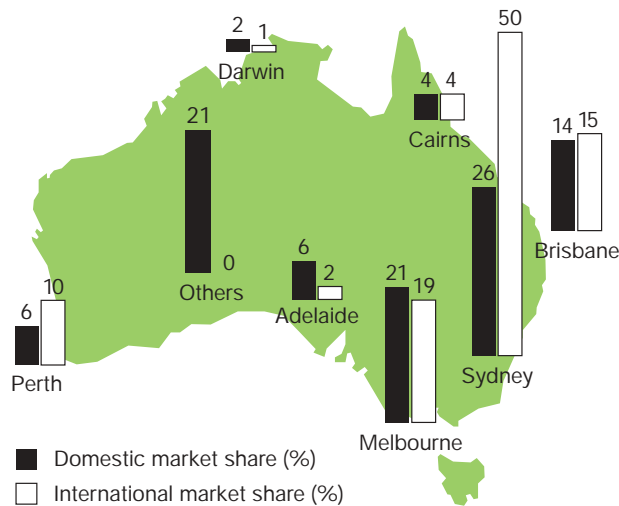 50
2 1
Darwin
4 4
Cairns
21
0
Others
14 15
Brisbane
26
Sydney
6 2
Adelaide
21 19
Melbourne
6 10
Perth
Domestic market share (%)
International market share (%)